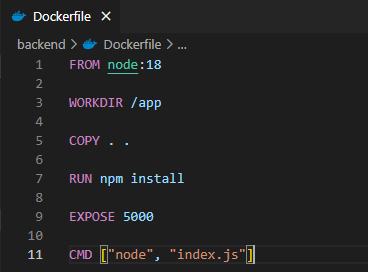 Dockerfile
backend > Dockerfile > ...
1 FROM node:18
2
3 WORKDIR /app
4
5 COPY . .
6
7 RUN npm install
8
9 EXPOSE 5000
10
11 CMD ["node", "index.js"]